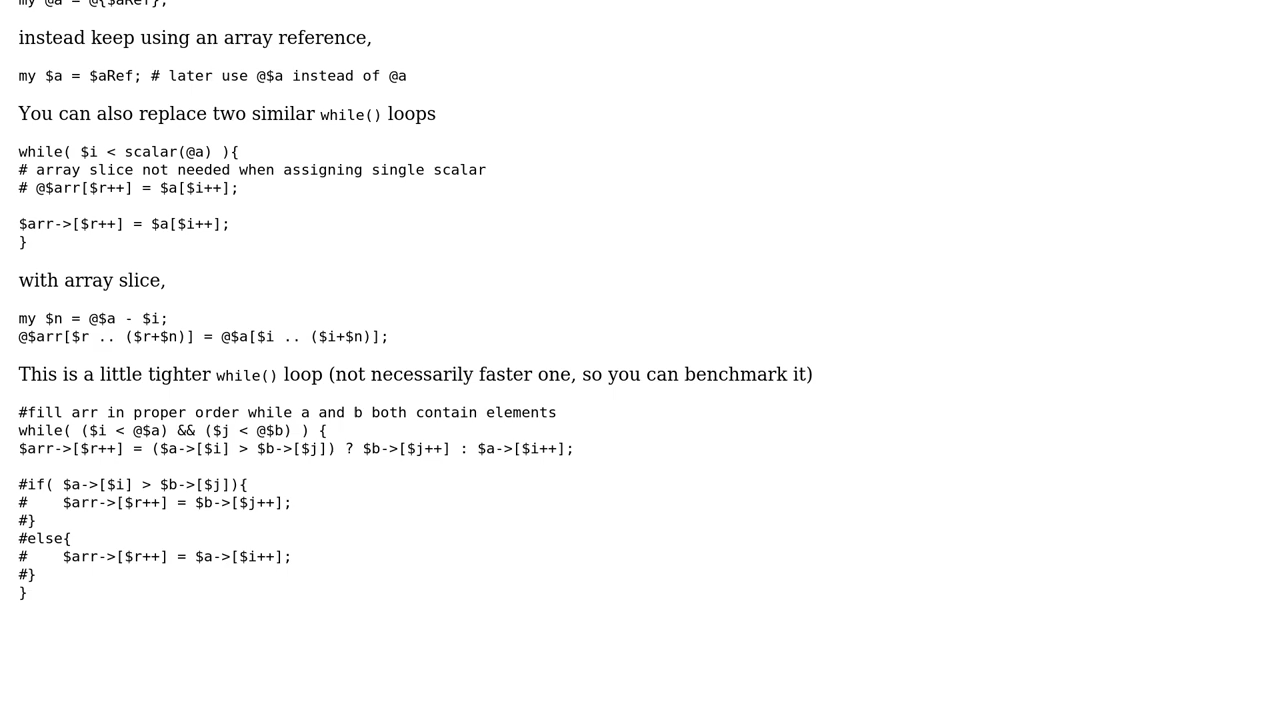 my @a = @{$aRef};
instead keep using an array reference,
my $a = $aRef; # later use @$a instead of @a
You can also replace two similar while() loops
while( $i < scalar(@a) ){
# array slice not needed when assigning single scalar
# @$arr[$r++] = $a[$i++];
$arr->[$r++] = $a[$i++];
}
with array slice,
my $n = @$a - $i;
@$arr[$r .. ($r+$n)] = @$a[$i .. ($i+$n)];
This is a little tighter while() loop (not necessarily faster one, so you can benchmark it)
#fill arr in proper order while a and b both contain elements
while( ($i < @$a) && ($j < @$b) ) {
$arr->[$r++] = ($a->[$i] > $b->[$j]) ? $b->[$j++] : $a->[$i++];
#if( $a->[$i] > $b->[$j]){
#    $arr->[$r++] = $b->[$j++];
#}
#else{
#    $arr->[$r++] = $a->[$i++];
#}
}